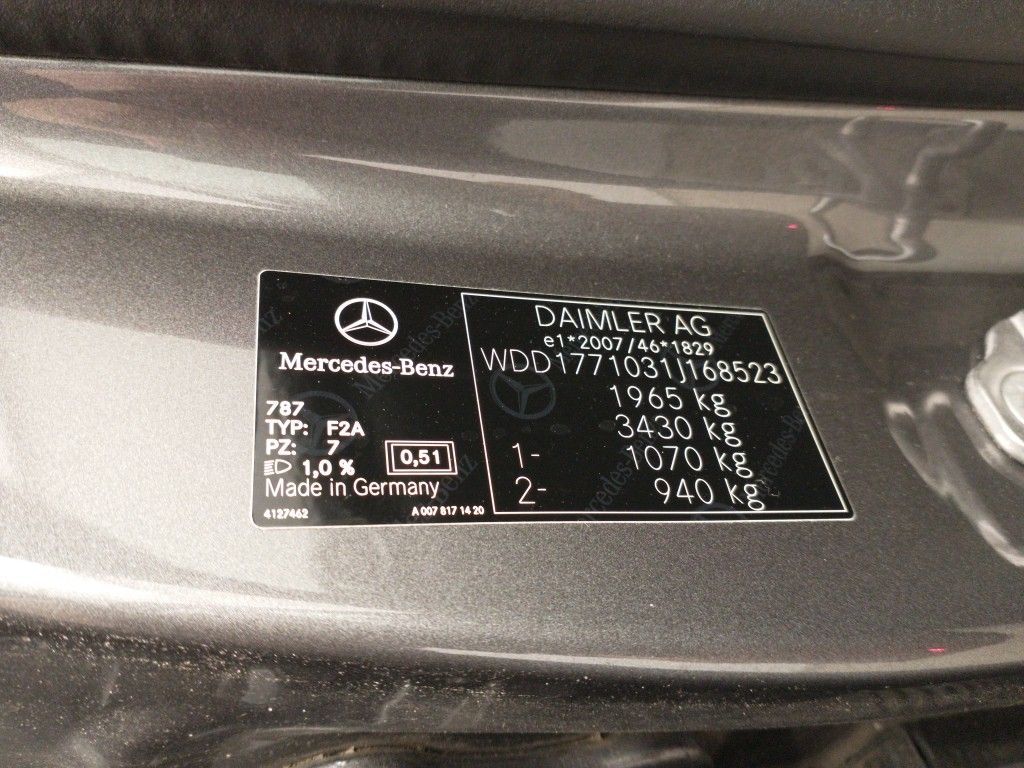 Mercedes-Benz
787
TYP: F2A
PZ: 7
1,0 %
0,51
Made in Germany
4127462
A 007 817 14 20
DAIMLER AG
e1*2007/46*1829
WDD1771031J168523
1965 kg
3430 kg
1- 1070 kg
2- 940 kg